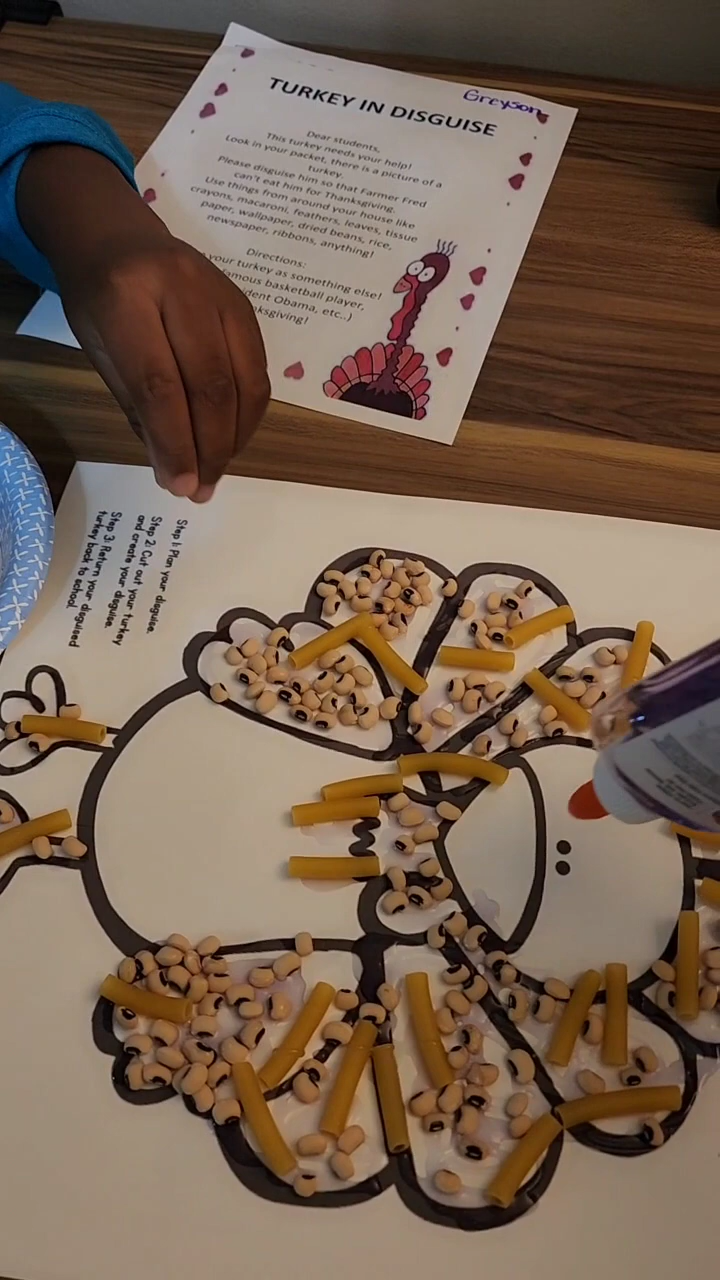 Greyson
TURKEY IN DISGUISE
Dear students,
This turkey needs your help!
Look in your packet, there is a picture of a
turkey.
Please disguise him so that Farmer Fred
can't eat him for Thanksgiving.
Use things from around your house like
crayons, macaroni, feathers, leaves, tissue
paper, wallpaper, dried beans, rice,
newspaper, ribbons, anything!
Directions:
your turkey as something else!
famous basketball player,
Obama, etc..)
Step 1: Plan your disguise.
Step 2: Cut out your turkey
and create your disguise.
Step 3: Return your disguised
turkey back to school.